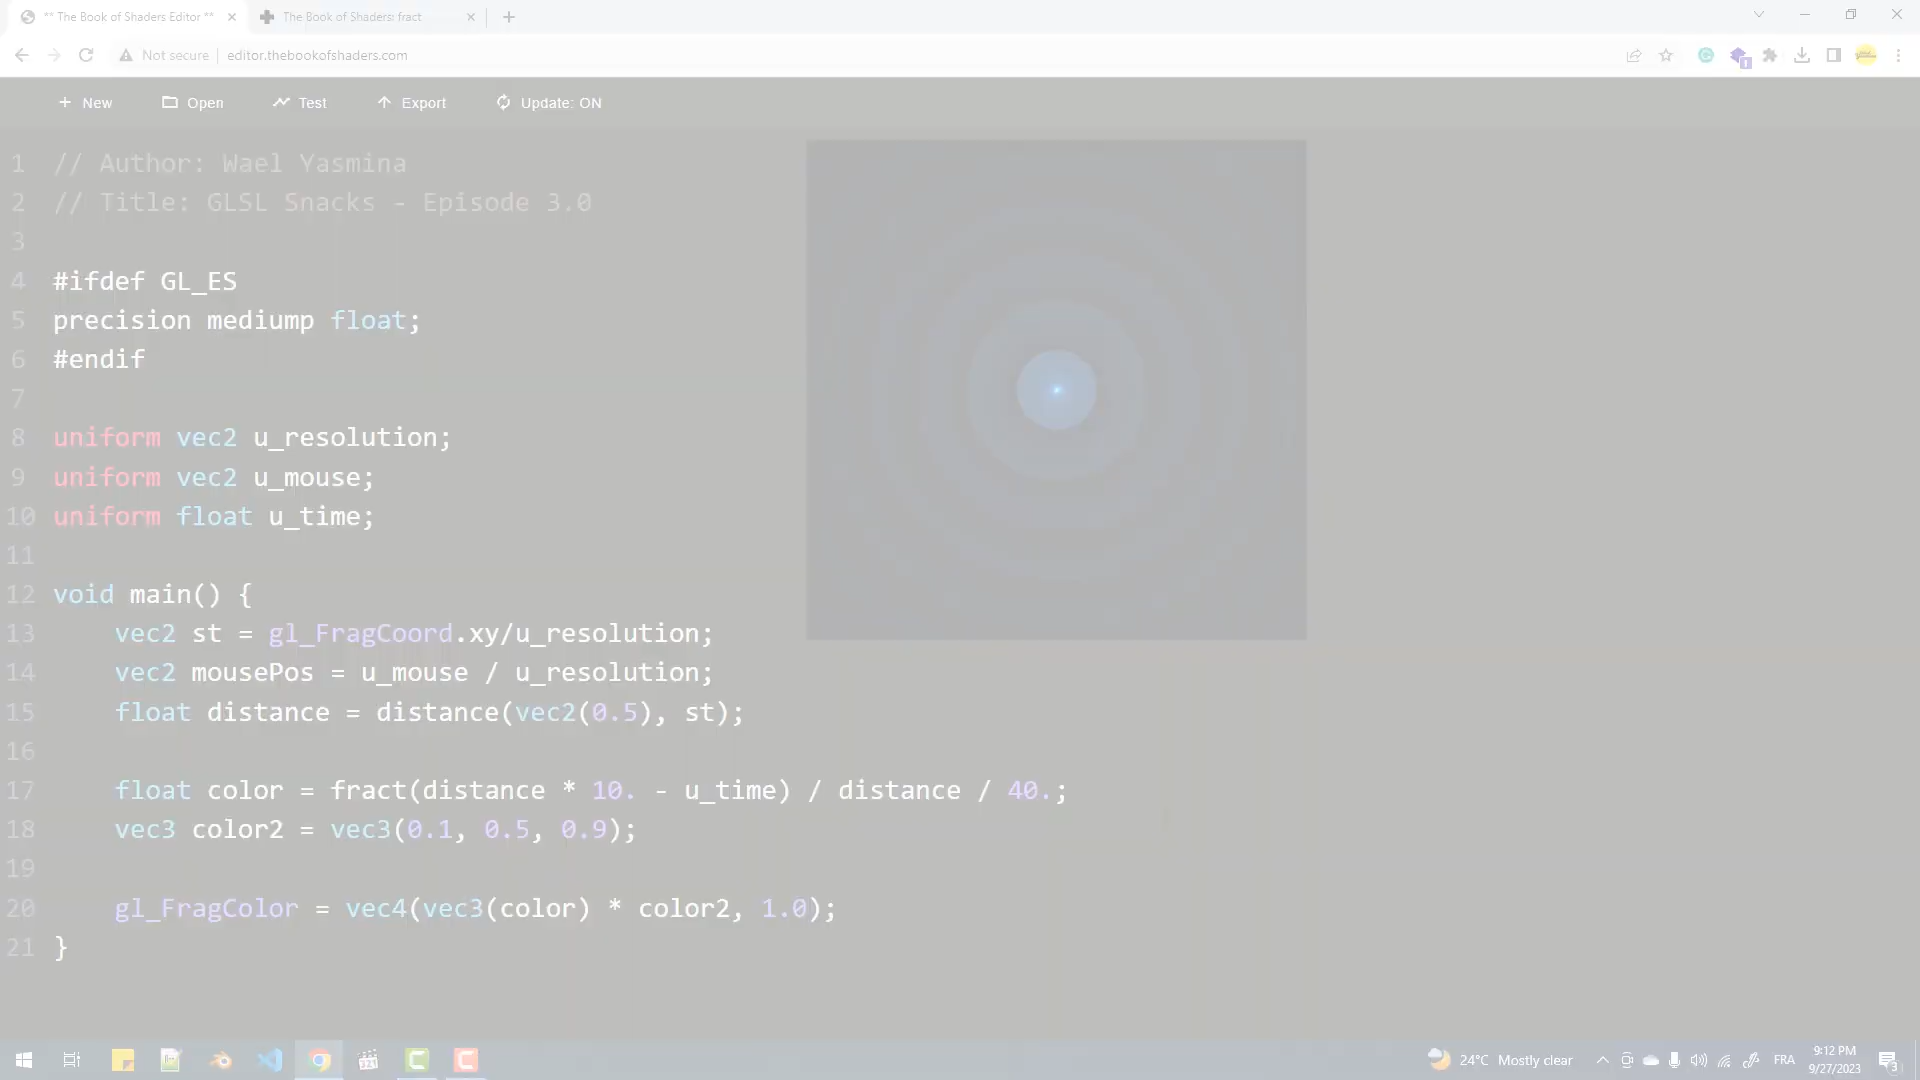 ** The Book of Shaders Editor **
The Book of Shaders: fract
Not secure
editor.thebookofshaders.com
New
Open
Test
Export
Update: ON
1 // Author: Wael Yasmina
2 // Title: GLSL Snacks - Episode 3.0
3
4 #ifdef GL_ES
5 precision mediump float;
6 #endif
7
8 uniform vec2 u_resolution;
9 uniform vec2 u_mouse;
10 uniform float u_time;
11
12 void main() {
13 vec2 st = gl_FragCoord.xy/u_resolution;
14 vec2 mousePos = u_mouse / u_resolution;
15 float distance = distance(vec2(0.5), st);
16
17 float color = fract(distance * 10. - u_time) / distance / 40.;
18 vec3 color2 = vec3(0.1, 0.5, 0.9);
19
20 gl_FragColor = vec4(vec3(color) * color2, 1.0);
21 }
24°C Mostly clear
FRA
9:12 PM
9/27/2023
3